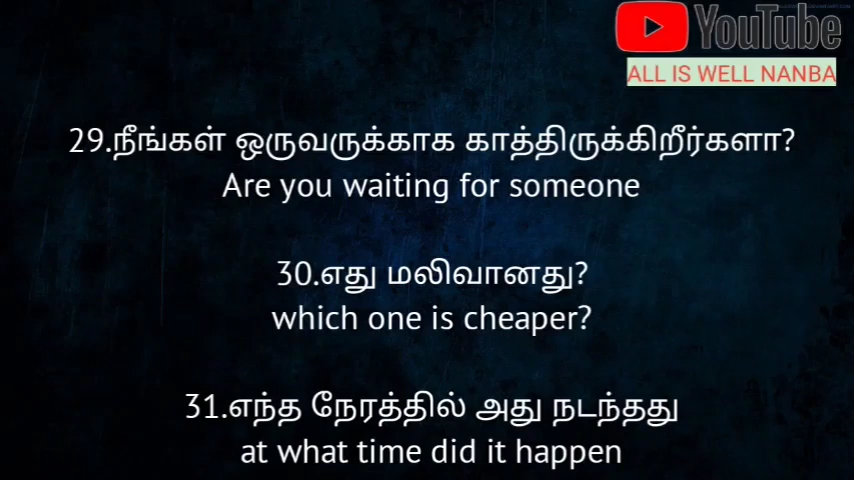 YouTube
ALL IS WELL NANBA
29.நீங்கள் ஒருவருக்காக காத்திருக்கிறீர்களா?
Are you waiting for someone
30.எது மலிவானது?
which one is cheaper?
31.எந்த நேரத்தில் அது நடந்தது
at what time did it happen